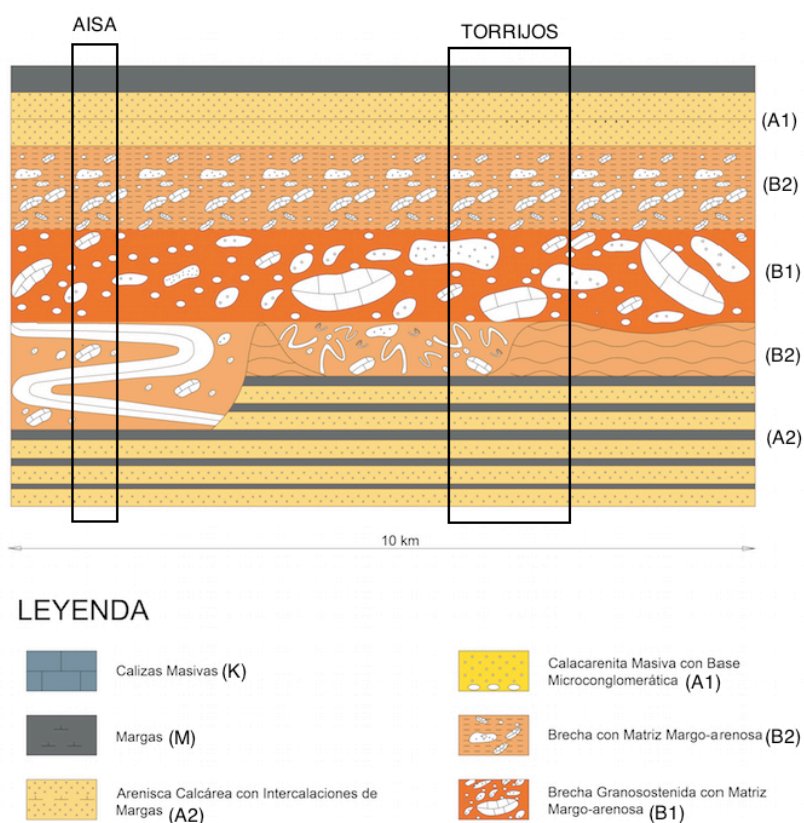 AISA
TORRIJOS
(A1)
(B2)
(B1)
(B2)
(A2)
10 km
LEYENDA
Calizas Masivas (K)
Margas (M)
Arenisca Calcárea con Intercalaciones de
Margas (A2)
Calacarenita Masiva con Base
Microconglomerática (A1)
Brecha con Matriz Margo-arenosa (B2)
Brecha Granosostenida con Matriz
Margo-arenosa (B1)